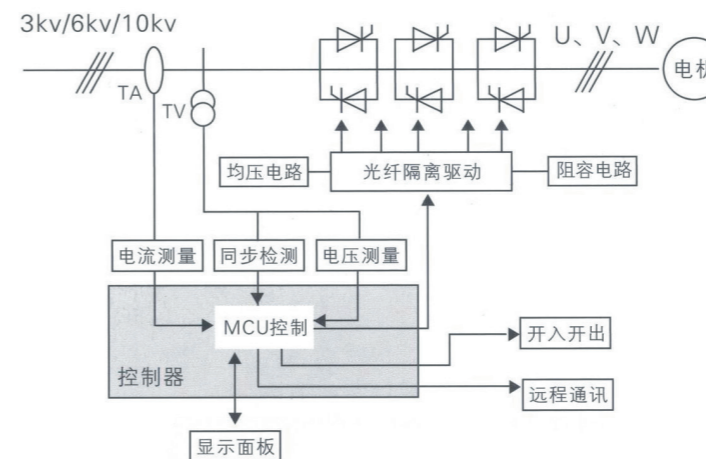 3kv/6kv/10kv
U、V、W
电机
TA
TV
均压电路
光纤隔离驱动
阻容电路
电流测量
同步检测
电压测量
MCU控制
开入开出
控制器
远程通讯
显示面板